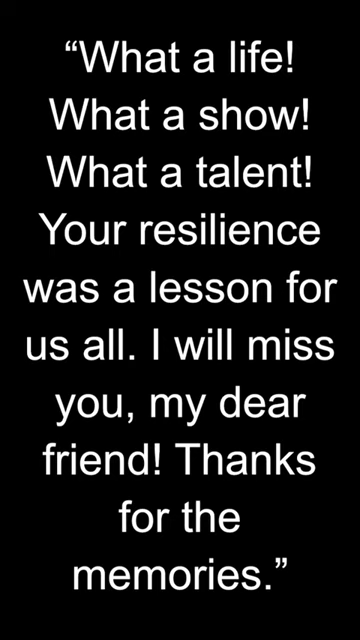 “What a life!
What a show!
What a talent!
Your resilience
was a lesson for
us all. I will miss
you, my dear
friend! Thanks
for the
memories.”